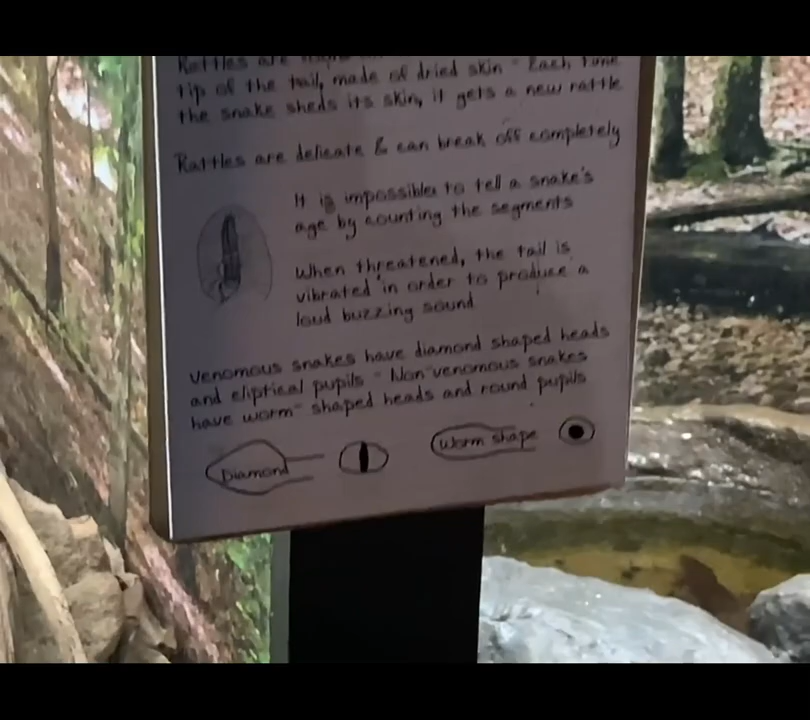 Rattles are
tip of the tail, made of dried skin - Each time
the snake sheds its skin, it gets a new rattle
Rattles are delicate & can break off completely
It is impossible to tell a snake's
age by counting the segments
When threatened, the tail is
vibrated in order to produce a
loud buzzing sound
Venomous snakes have diamond shaped heads
and eliptical pupils - Non-venomous snakes
have worm-shaped heads and round pupils
Diamond
Worm shape